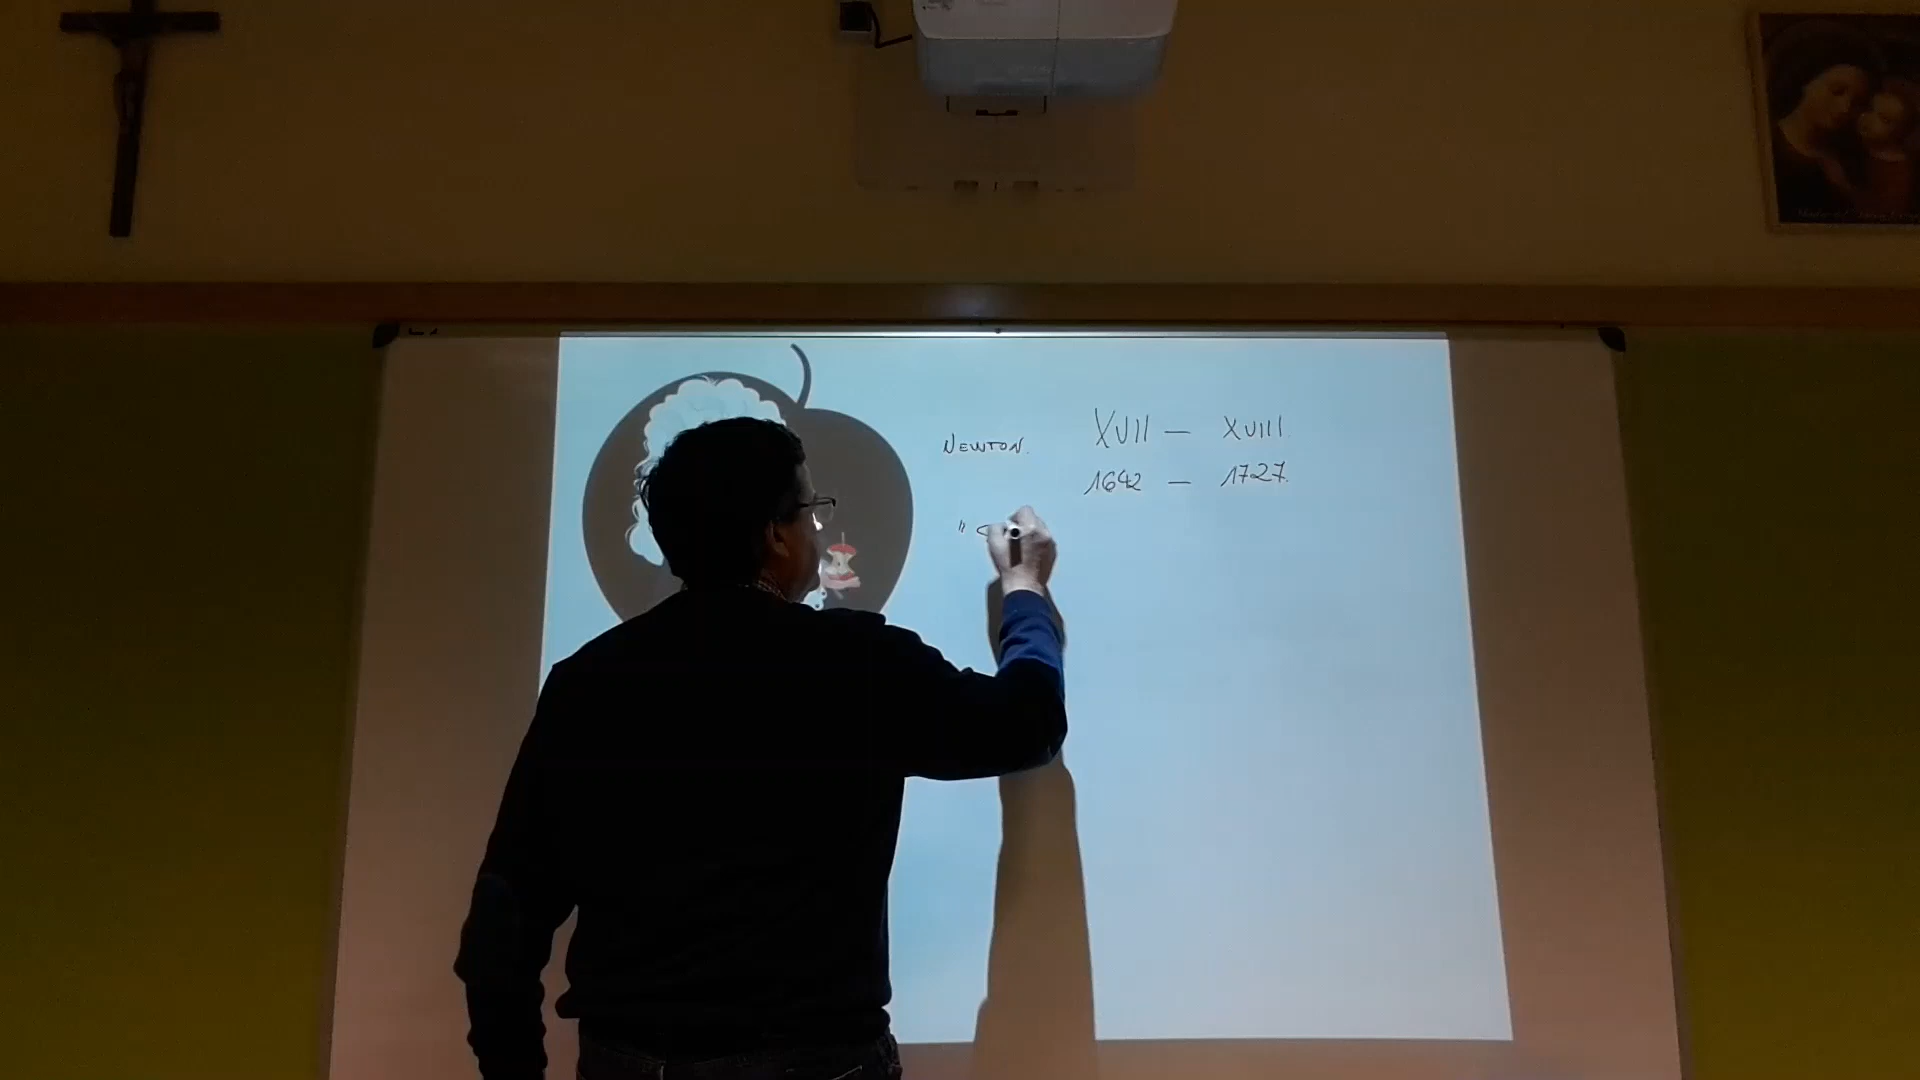 NEWTON. XVII — XVIII.
1642 — 1727.
"